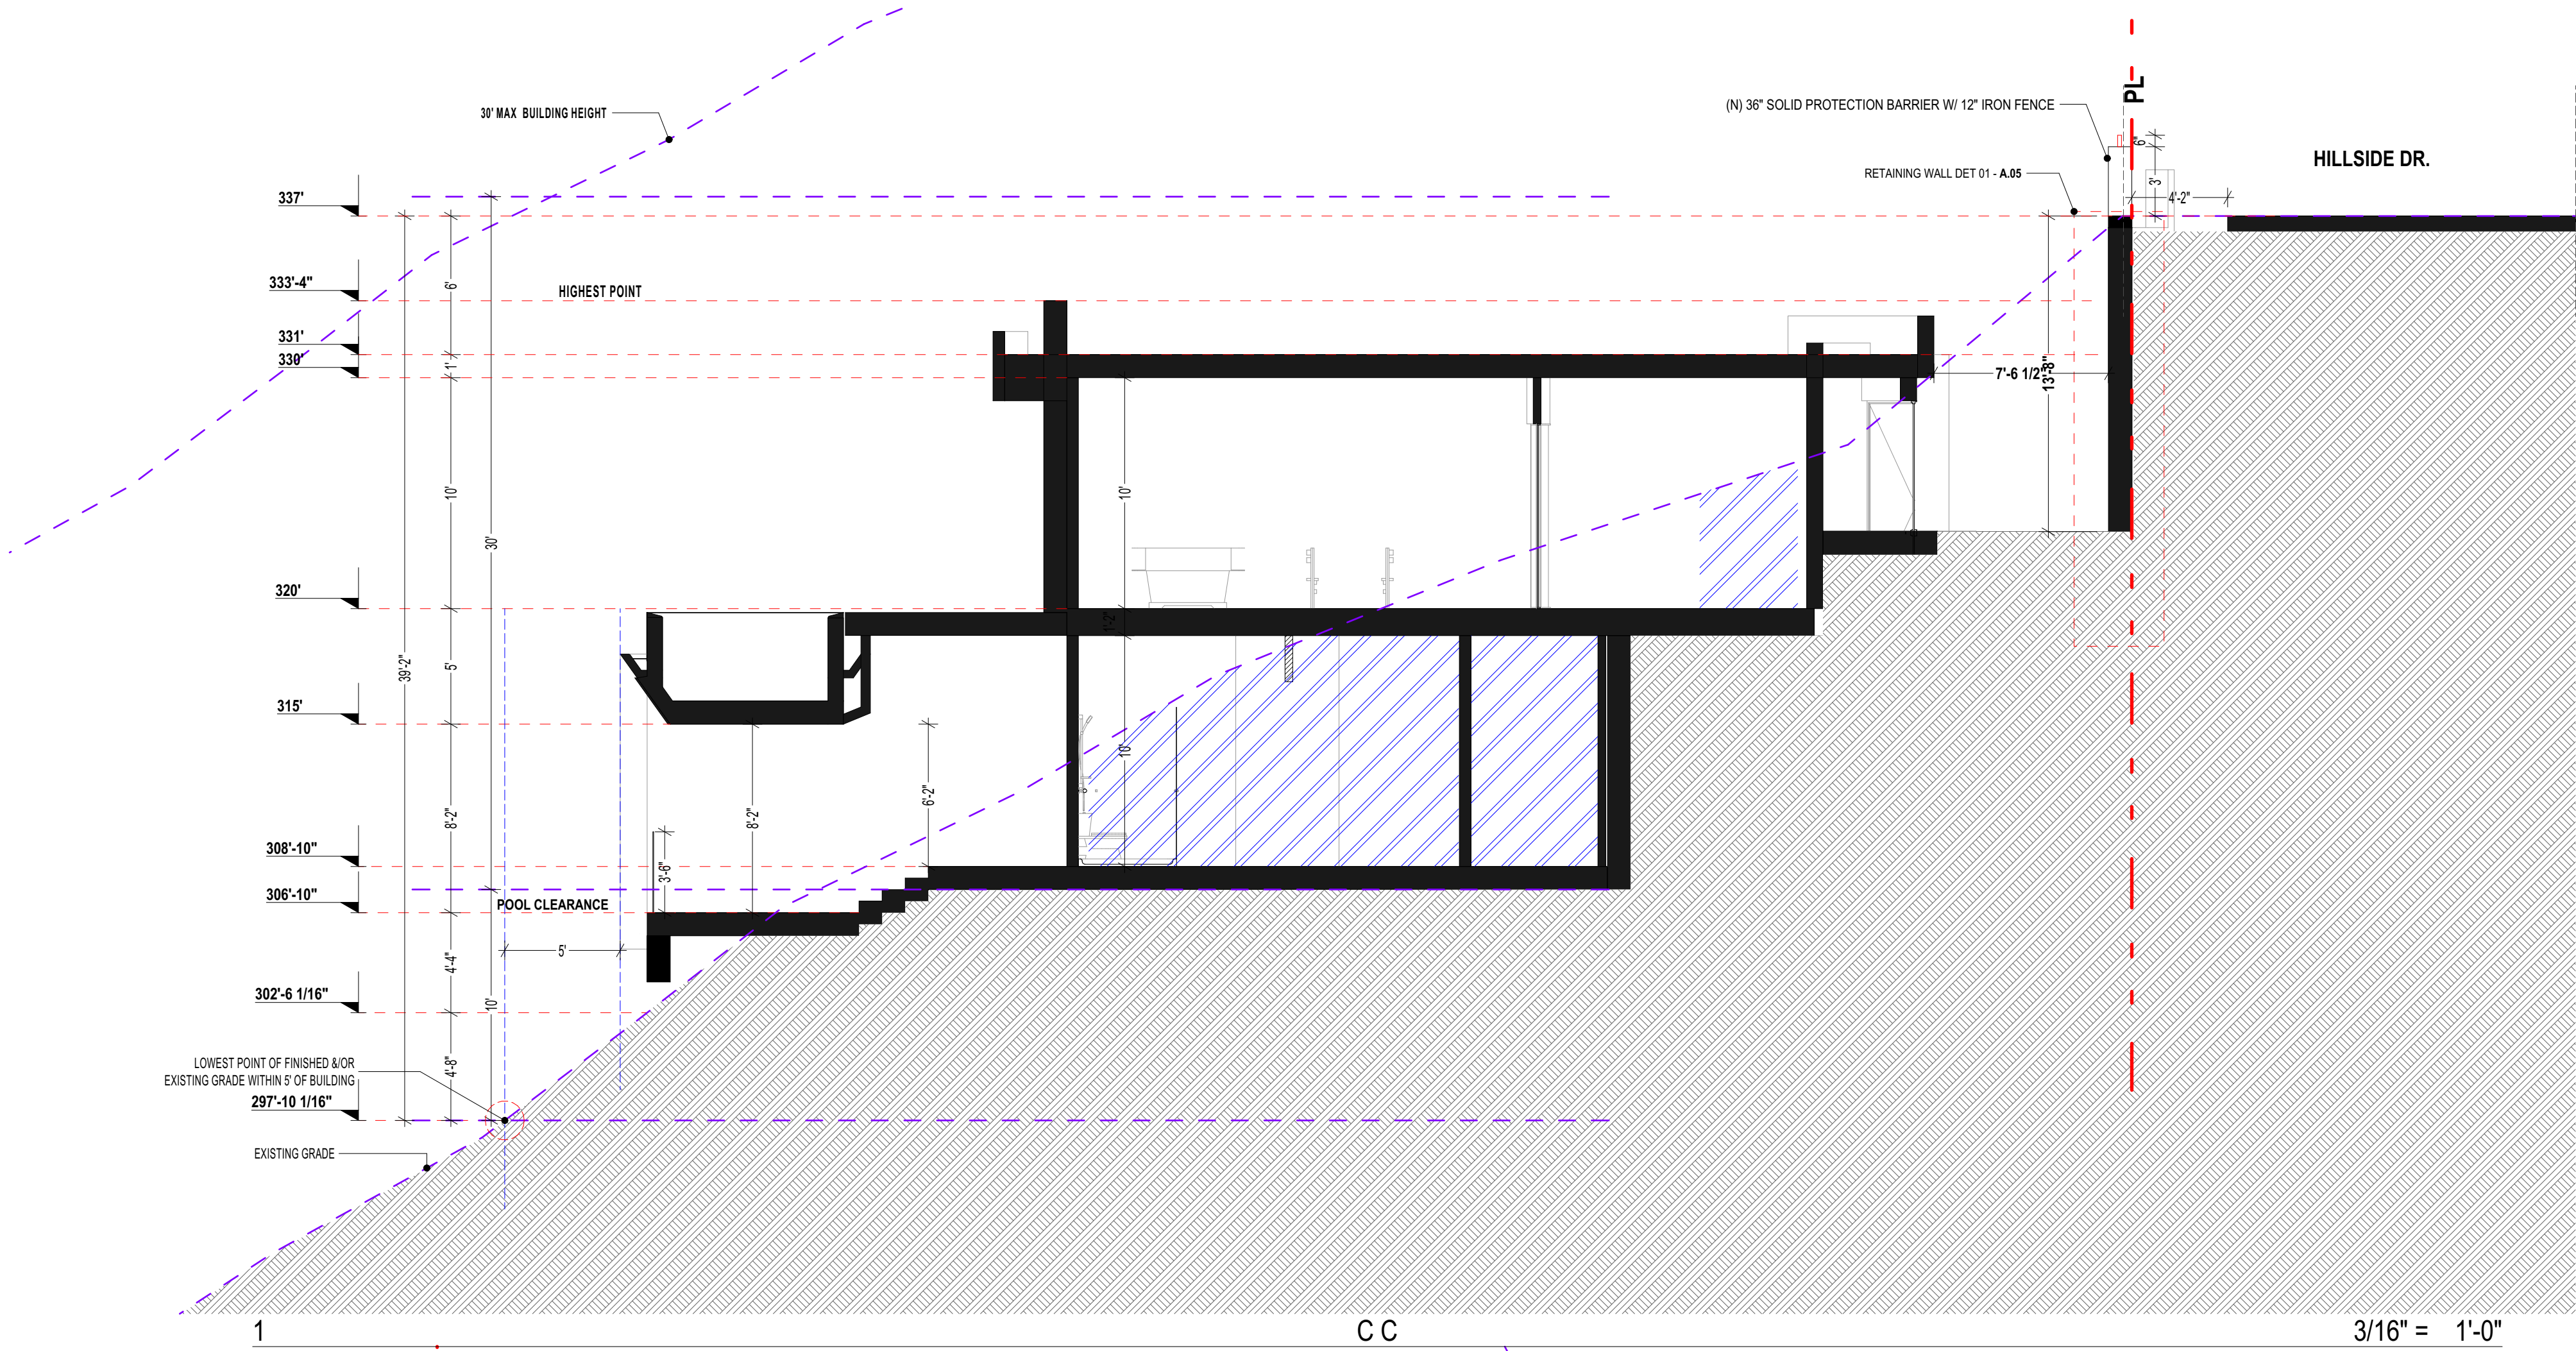 PL
(N) 36" SOLID PROTECTION BARRIER W/ 12" IRON FENCE
30' MAX BUILDING HEIGHT
6"
HILLSIDE DR.
RETAINING WALL DET 01 - A.05
3'
4'-2"
337'
333'-4"
6'
HIGHEST POINT
331'
330'
1'
7'-6 1/2"
13'-8"
10'
10'
30'
320'
1'-2"
39'-2"
5'
315'
10'
8'-2"
8'-2"
6'-2"
308'-10"
3'-6"
306'-10"
POOL CLEARANCE
5'
4'-4"
302'-6 1/16"
10'
LOWEST POINT OF FINISHED &/OR
EXISTING GRADE WITHIN 5' OF BUILDING
4'-8"
297'-10 1/16"
EXISTING GRADE
1
C C
3/16" = 1'-0"